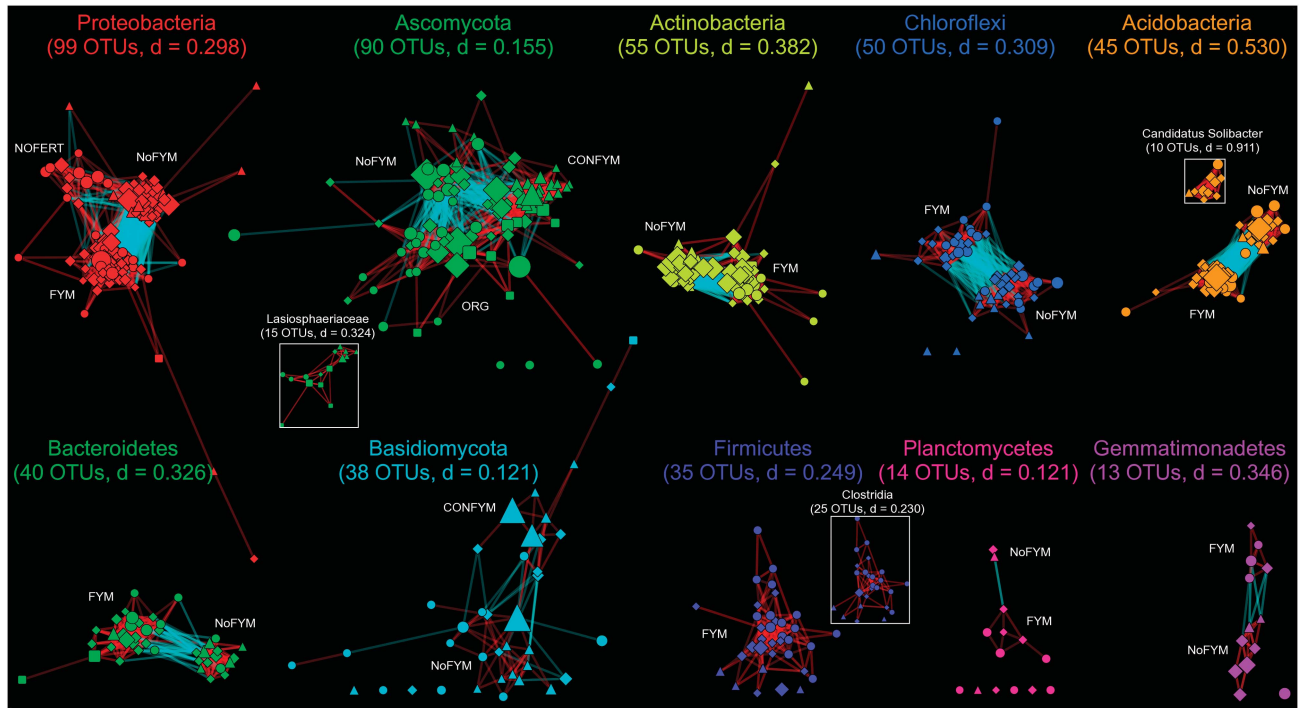 Proteobacteria
(99 OTUs, d = 0.298)
Ascomycota
(90 OTUs, d = 0.155)
Actinobacteria
(55 OTUs, d = 0.382)
Chloroflexi
(50 OTUs, d = 0.309)
Acidobacteria
(45 OTUs, d = 0.530)
NOFERT
NoFYM
FYM
NoFYM
CONFYM
ORG
Lasiosphaeriaceae
(15 OTUs, d = 0.324)
NoFYM
FYM
FYM
NoFYM
Candidatus Solibacter
(10 OTUs, d = 0.911)
NoFYM
FYM
Bacteroidetes
(40 OTUs, d = 0.326)
Basidiomycota
(38 OTUs, d = 0.121)
Firmicutes
(35 OTUs, d = 0.249)
Planctomycetes
(14 OTUs, d = 0.121)
Gemmatimonadetes
(13 OTUs, d = 0.346)
FYM
NoFYM
CONFYM
NoFYM
FYM
Clostridia
(25 OTUs, d = 0.230)
NoFYM
FYM
FYM
NoFYM